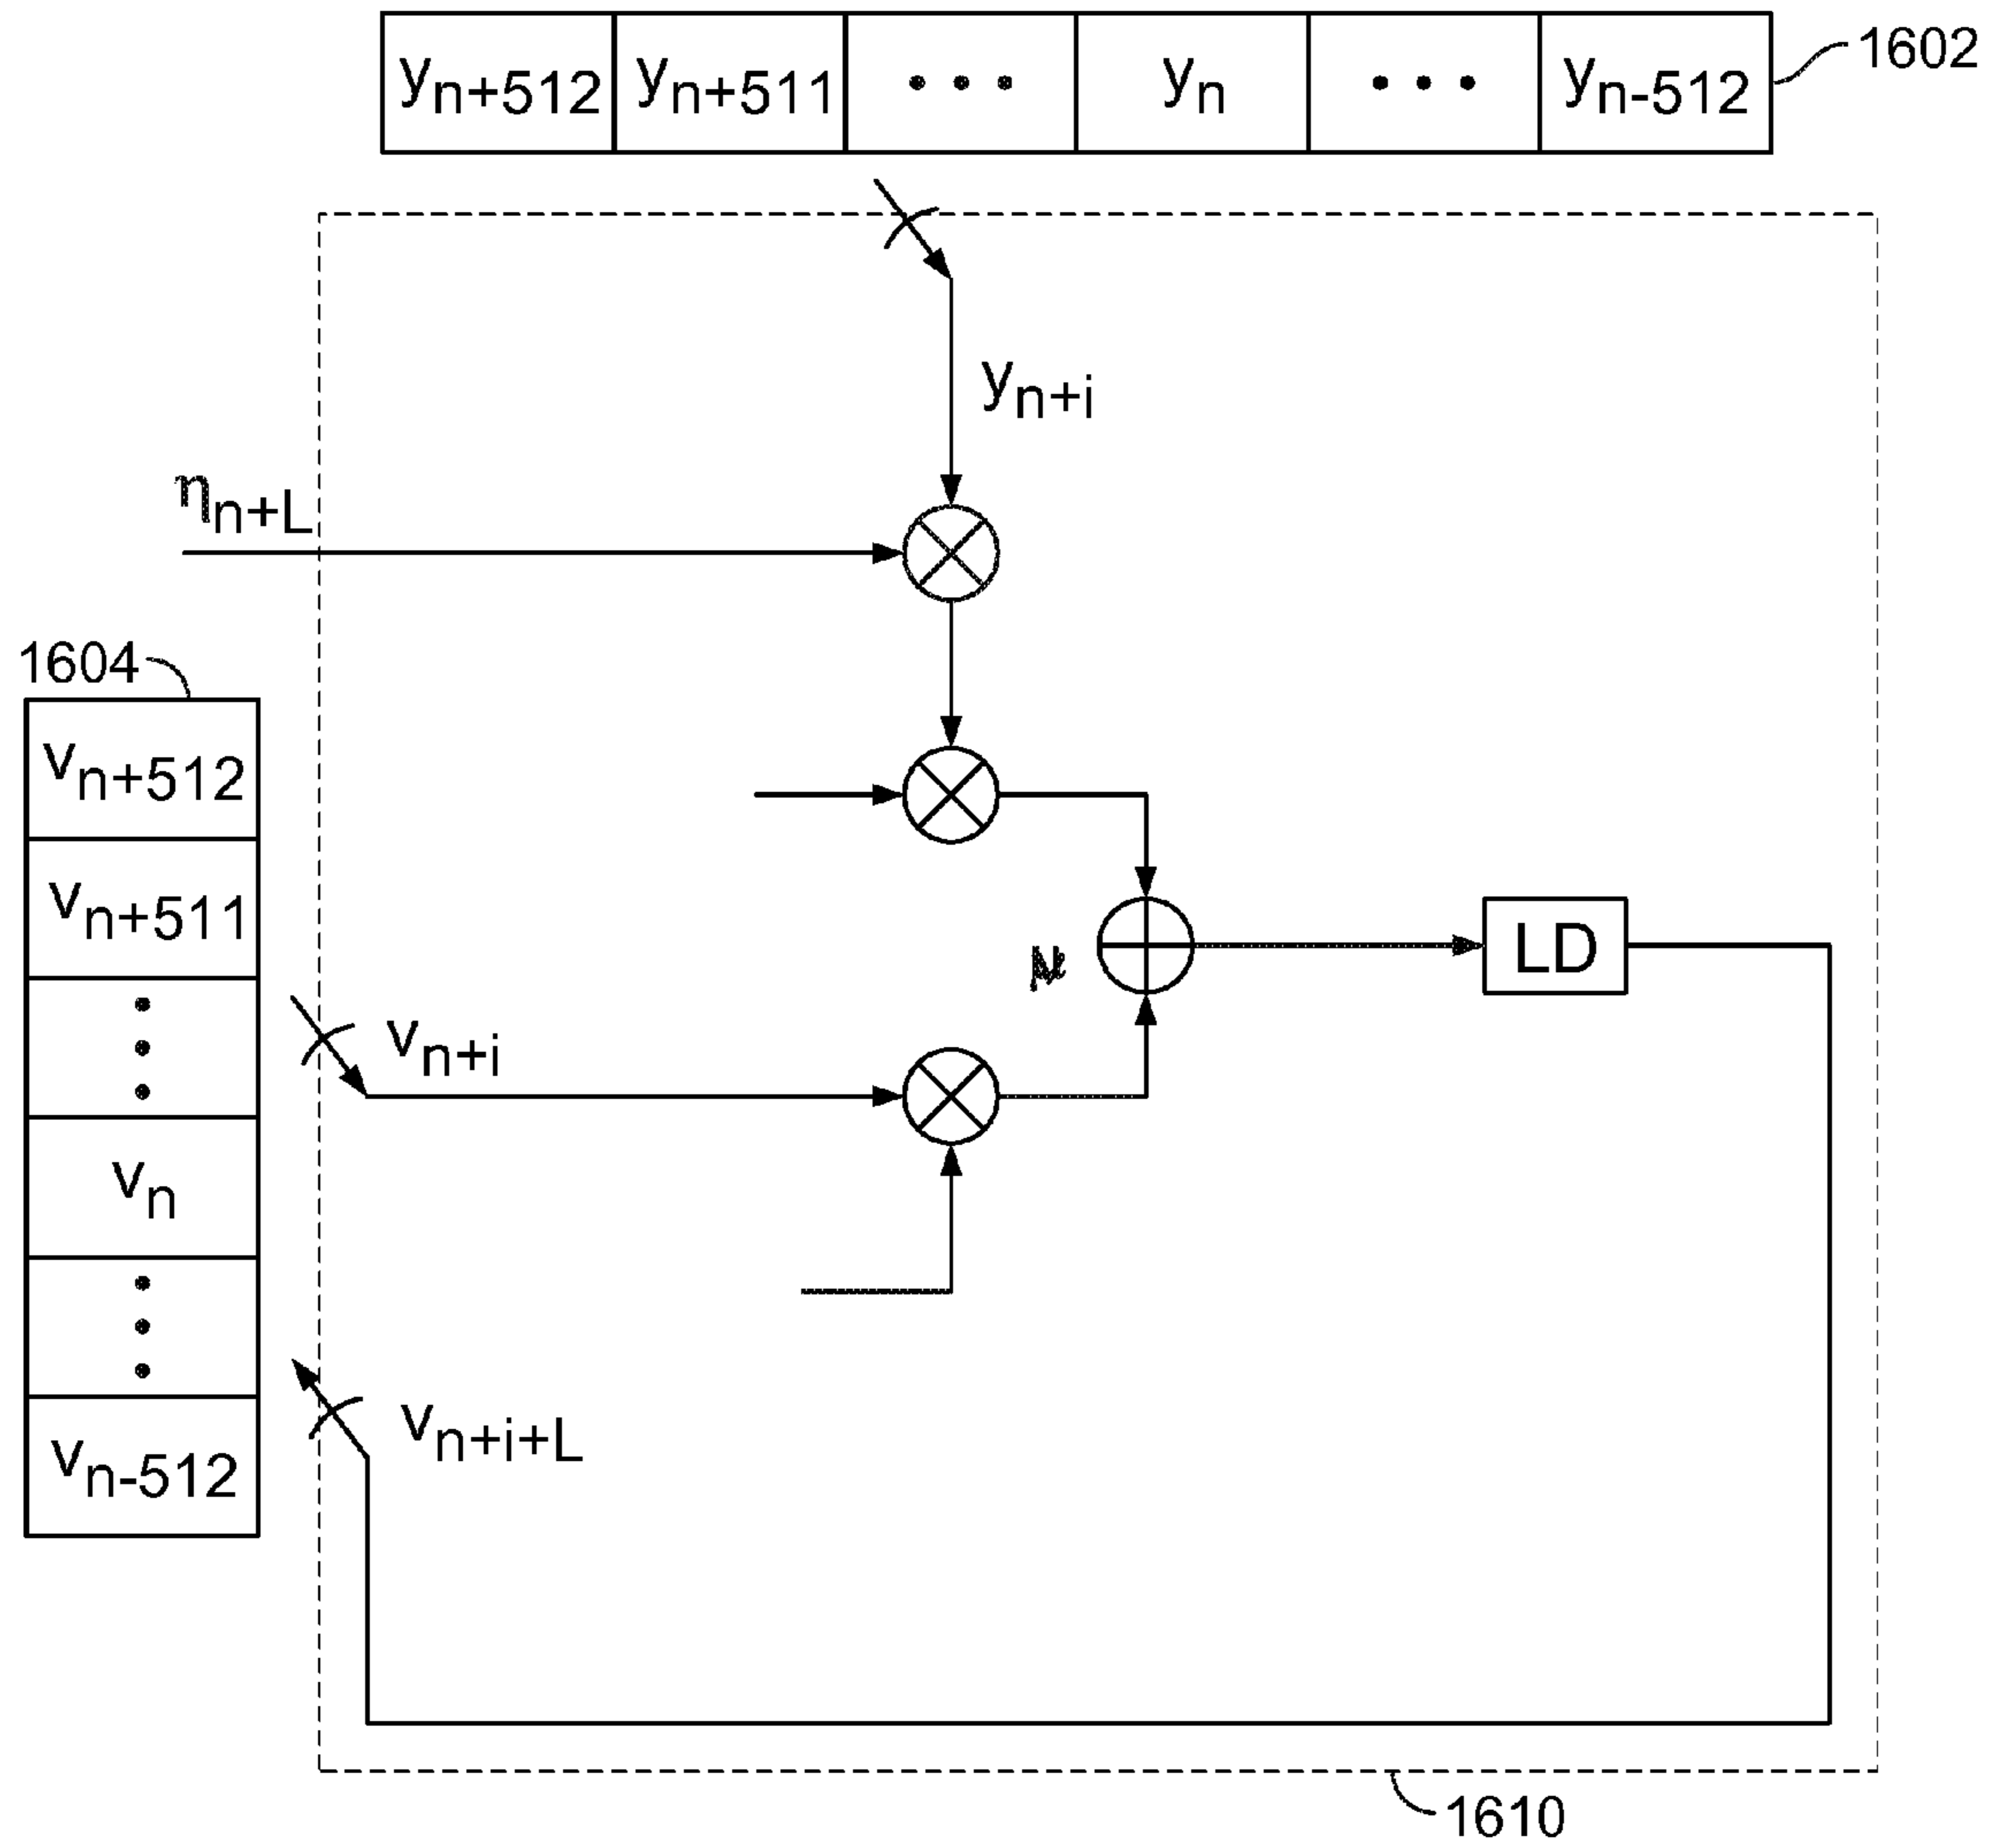 yn+512 yn+511 • • • yn • • • yn-512
1602
yn+i
ηn+L
1604
vn+512
vn+511
•
•
•
vn
•
•
•
vn-512
vn+i
μ
LD
vn+i+L
1610